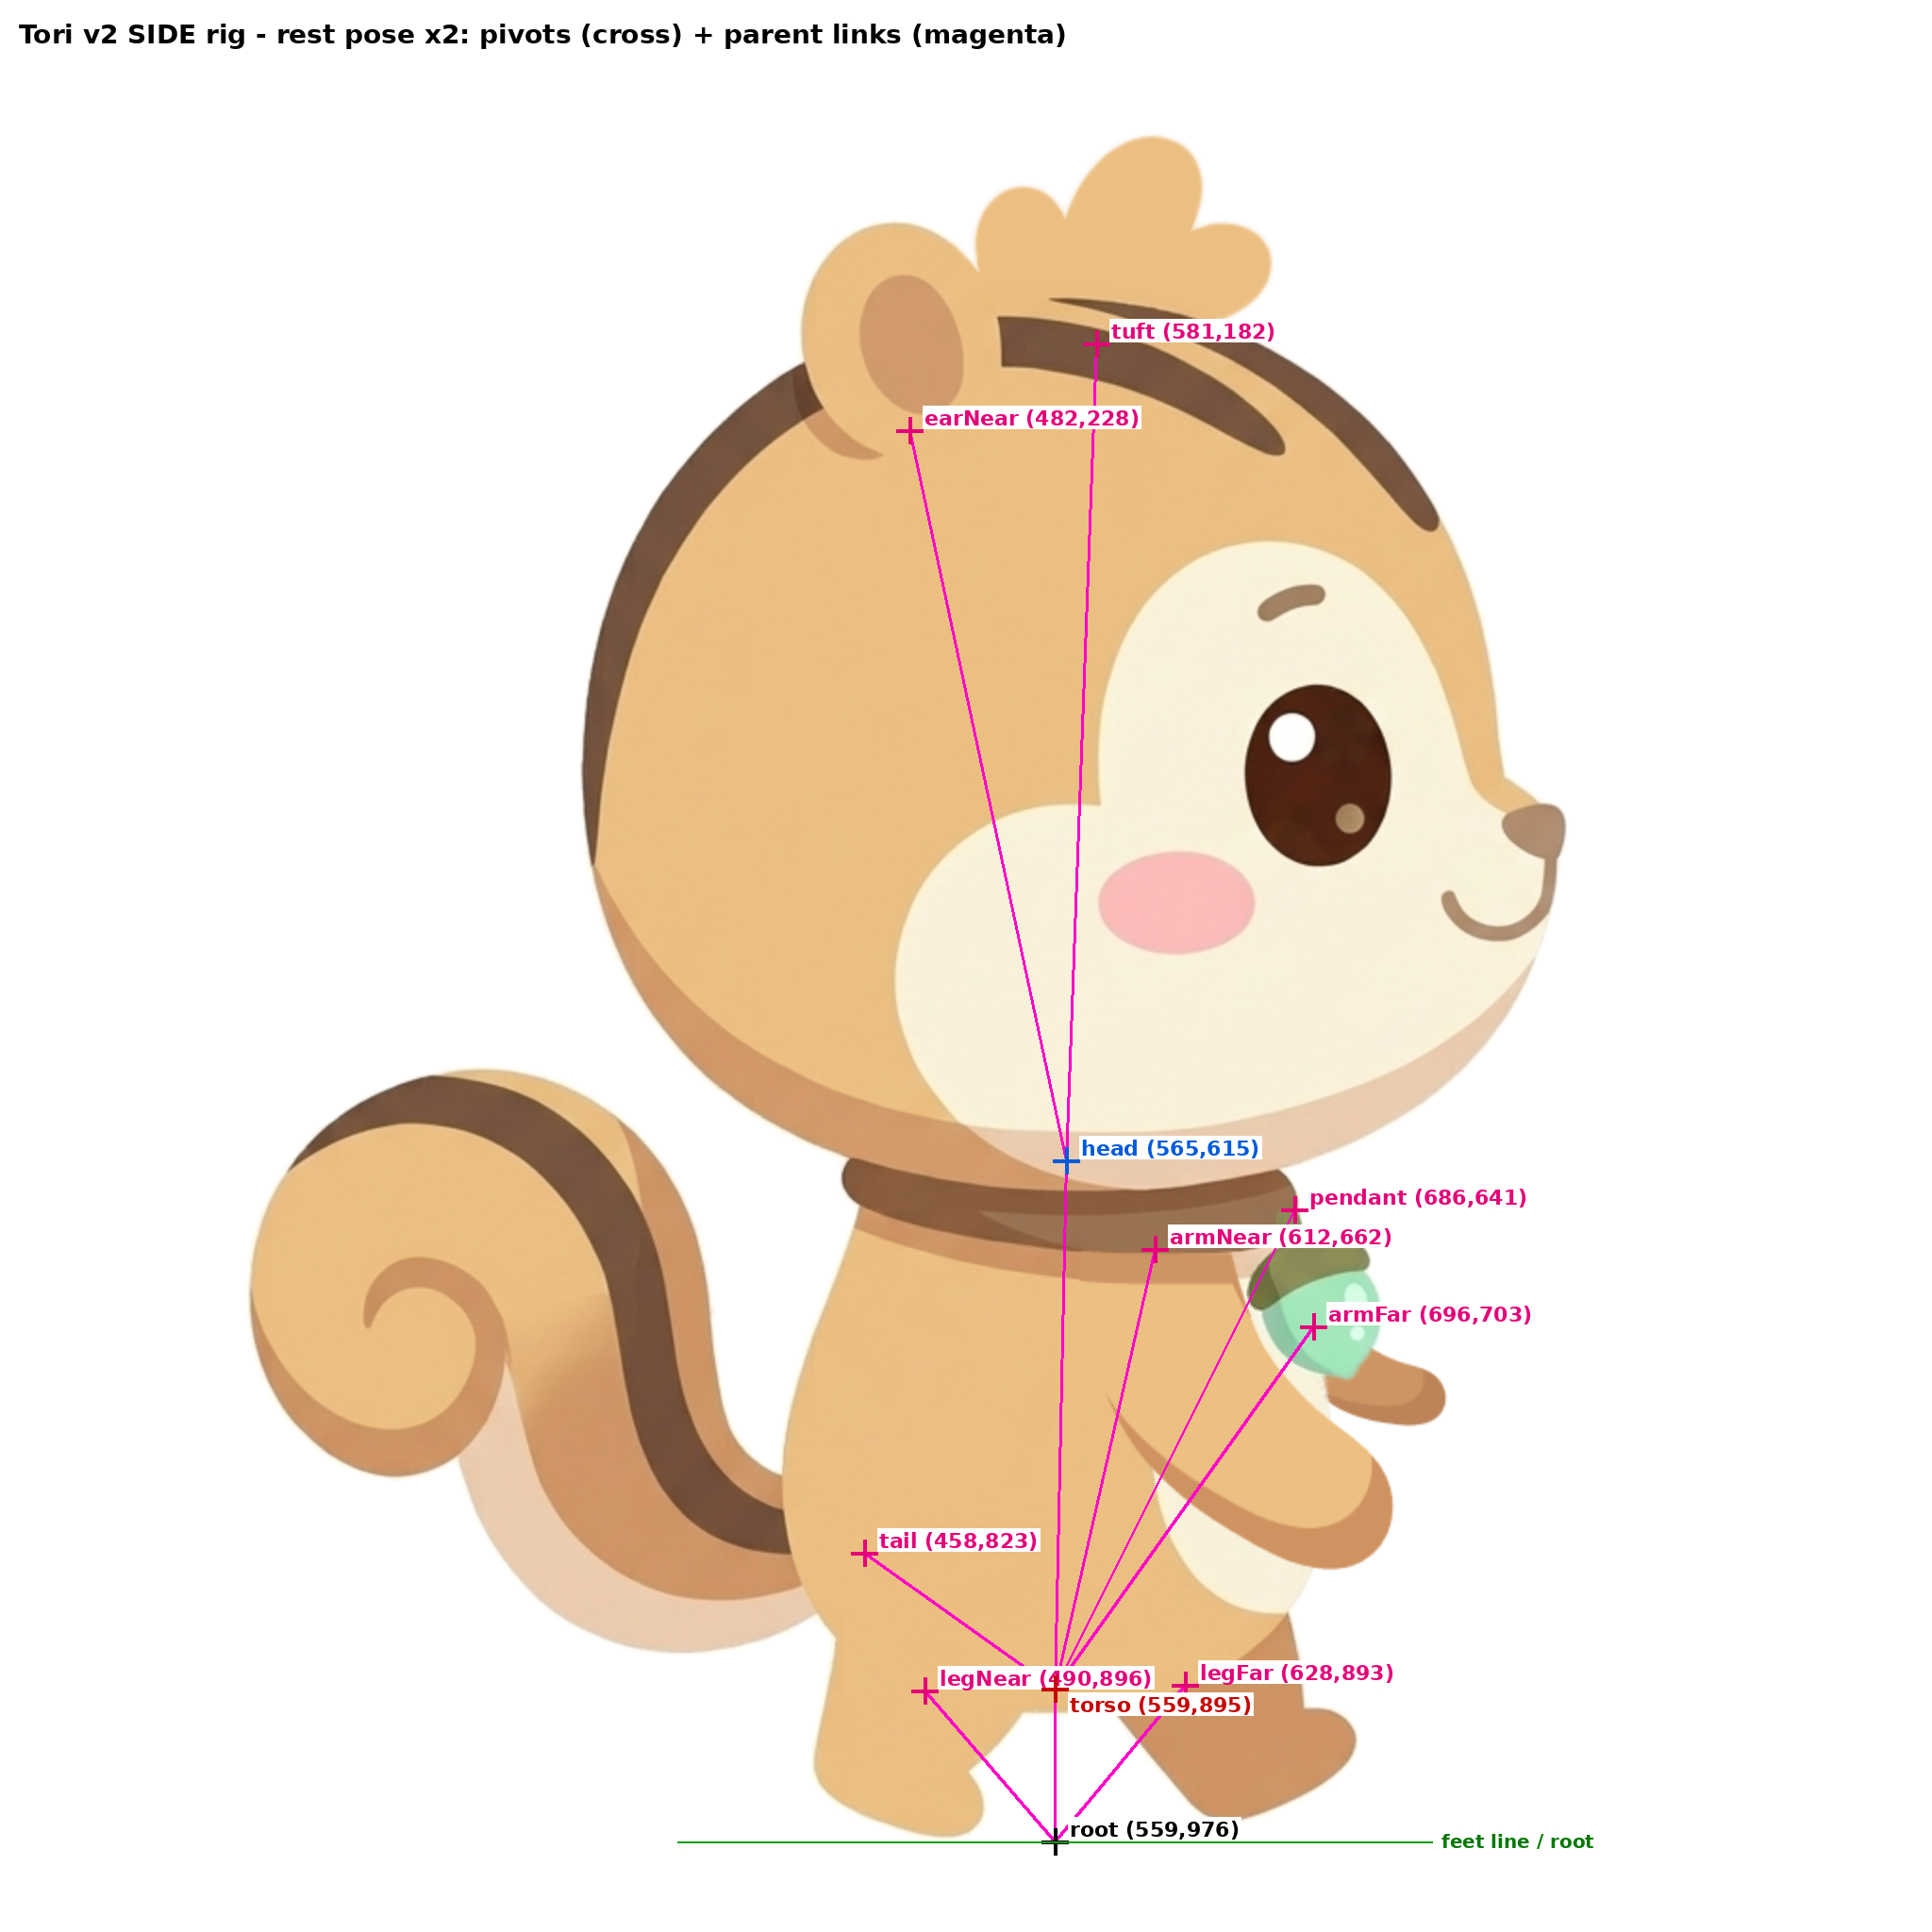 Tori v2 SIDE rig - rest pose x2: pivots (cross) + parent links (magenta)
tuft (581,182)
earNear (482,228)
head (565,615)
pendant (686,641)
armNear (612,662)
armFar (696,703)
tail (458,823)
legNear (490,896)
legFar (628,893)
torso (559,895)
root (559,976)
feet line / root